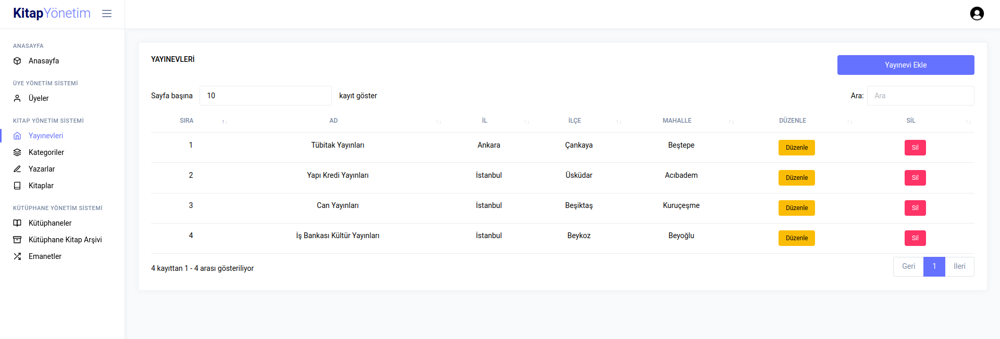 KitapYönetim
ANASAYFA
Anasayfa
ÜYE YÖNETİM SİSTEMİ
Üyeler
KİTAP YÖNETİM SİSTEMİ
Yayınevleri
Kategoriler
Yazarlar
Kitaplar
KÜTÜPHANE YÖNETİM SİSTEMİ
Kütüphaneler
Kütüphane Kitap Arşivi
Emanetler
YAYINEVLERİ
Yayınevi Ekle
Sayfa başına 10 kayıt göster
Ara: Ara
SIRA AD İL İLÇE MAHALLE DÜZENLE SİL
1 Tübitak Yayınları Ankara Çankaya Beştepe Düzenle Sil
2 Yapı Kredi Yayınları İstanbul Üsküdar Acıbadem Düzenle Sil
3 Can Yayınları İstanbul Beşiktaş Kuruçeşme Düzenle Sil
4 İş Bankası Kültür Yayınları İstanbul Beykoz Beyoğlu Düzenle Sil
4 kayıttan 1 - 4 arası gösteriliyor
Geri 1 İleri